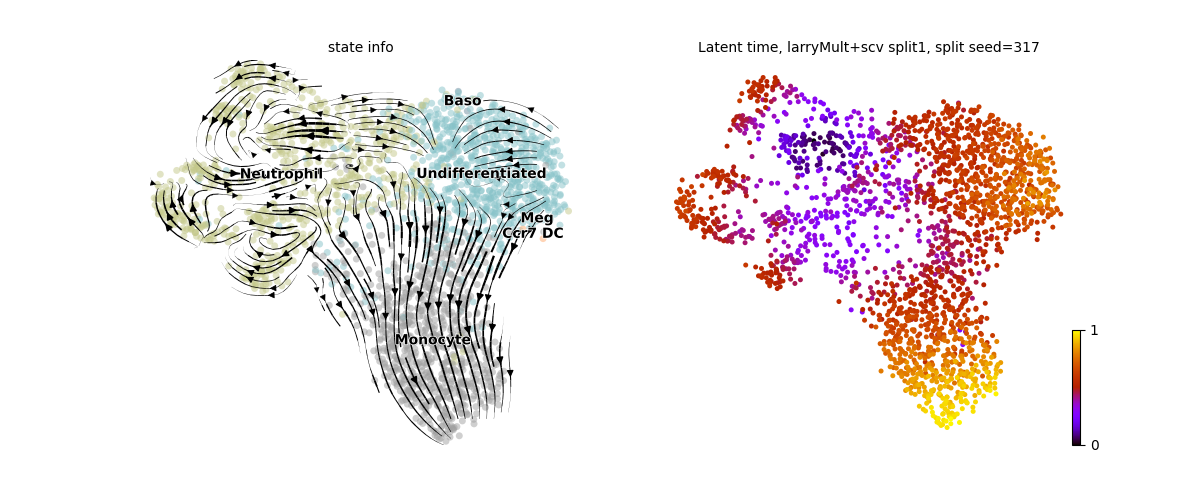 state info
Baso
Neutrophil
Undifferentiated
Meg
Ccr7 DC
Monocyte
Latent time, larryMult+scv split1, split seed=317
1
0